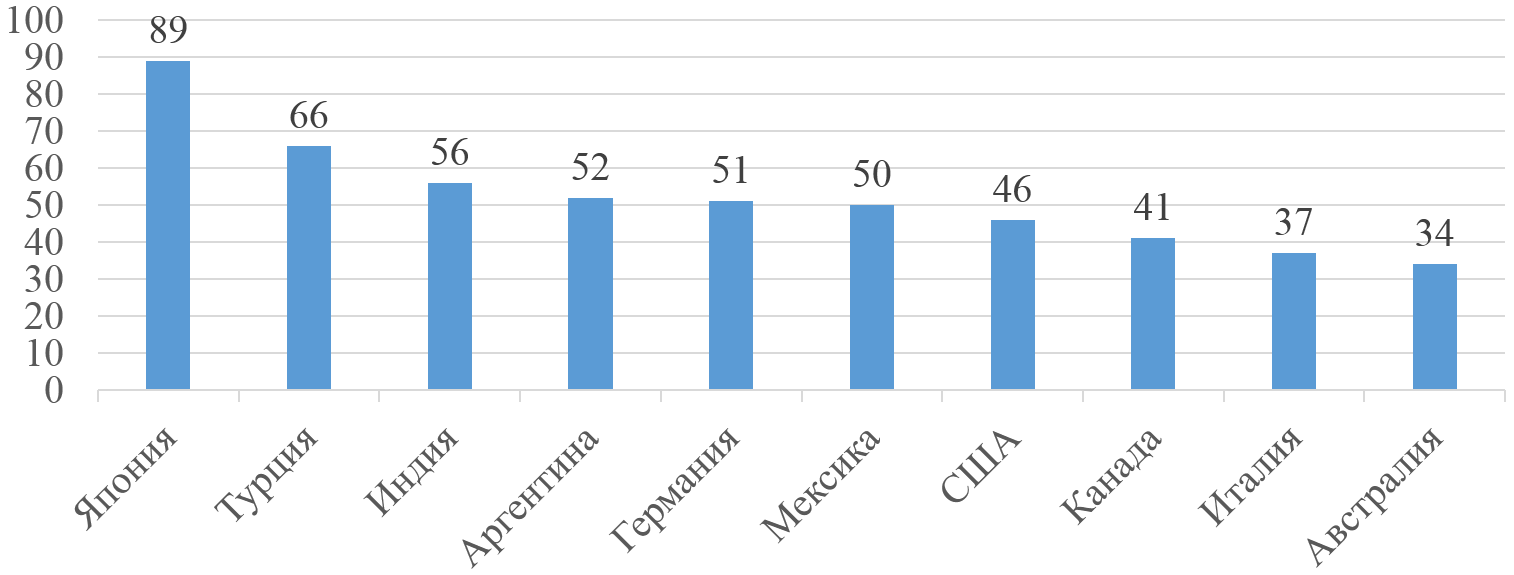 100
90
80
70
60
50
40
30
20
10
0
89
66
56
52
51
50
46
41
37
34
Япония
Турция
Индия
Аргентина
Германия
Мексика
США
Канада
Италия
Австралия